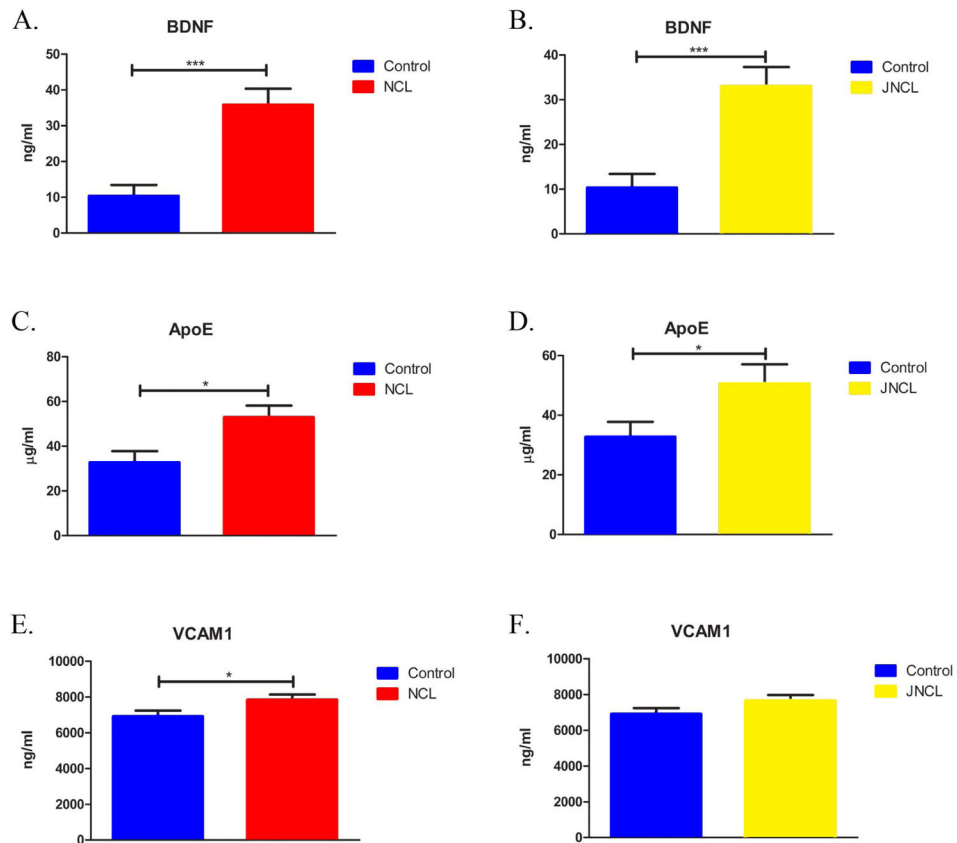 A.
BDNF
50
40
30
20
10
0
ng/ml
***
Control
NCL
B.
BDNF
40
30
20
10
0
ng/ml
***
Control
JNCL
C.
ApoE
80
60
40
20
0
µg/ml
*
Control
NCL
D.
ApoE
60
40
20
0
µg/ml
*
Control
JNCL
E.
VCAM1
10000
8000
6000
4000
2000
0
ng/ml
*
Control
NCL
F.
VCAM1
10000
8000
6000
4000
2000
0
ng/ml
Control
JNCL